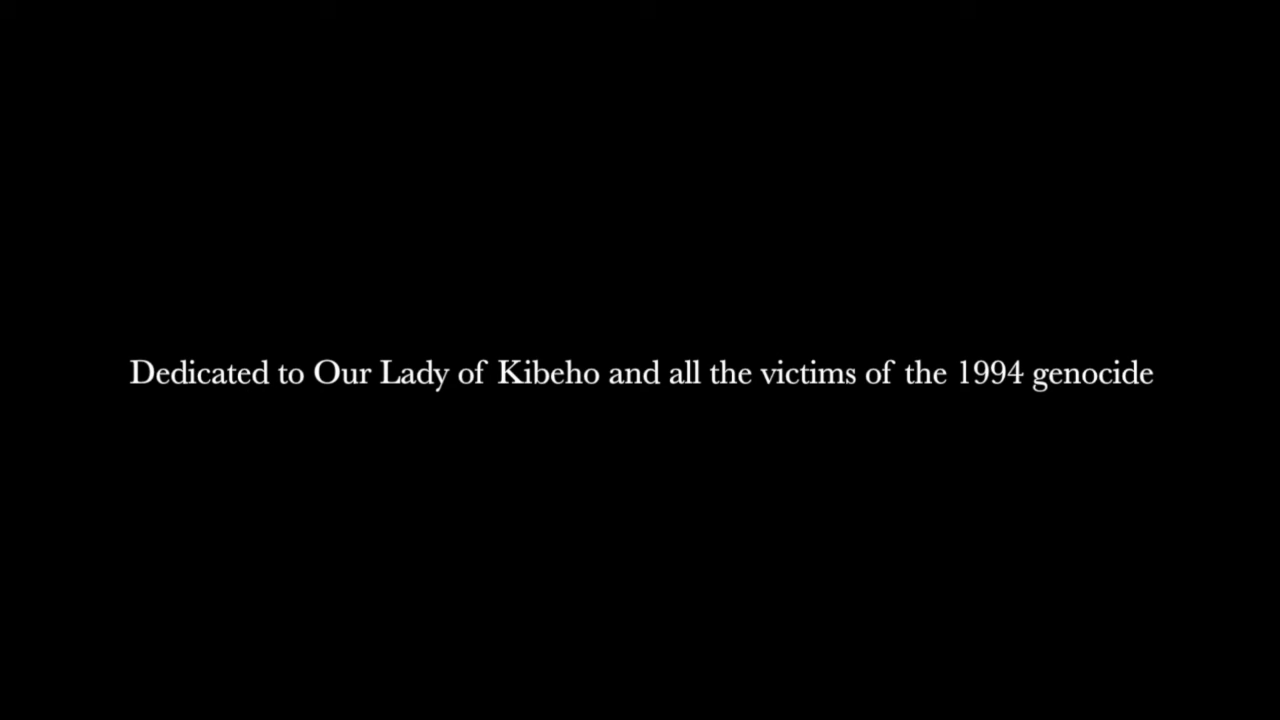 Dedicated to Our Lady of Kibeho and all the victims of the 1994 genocide